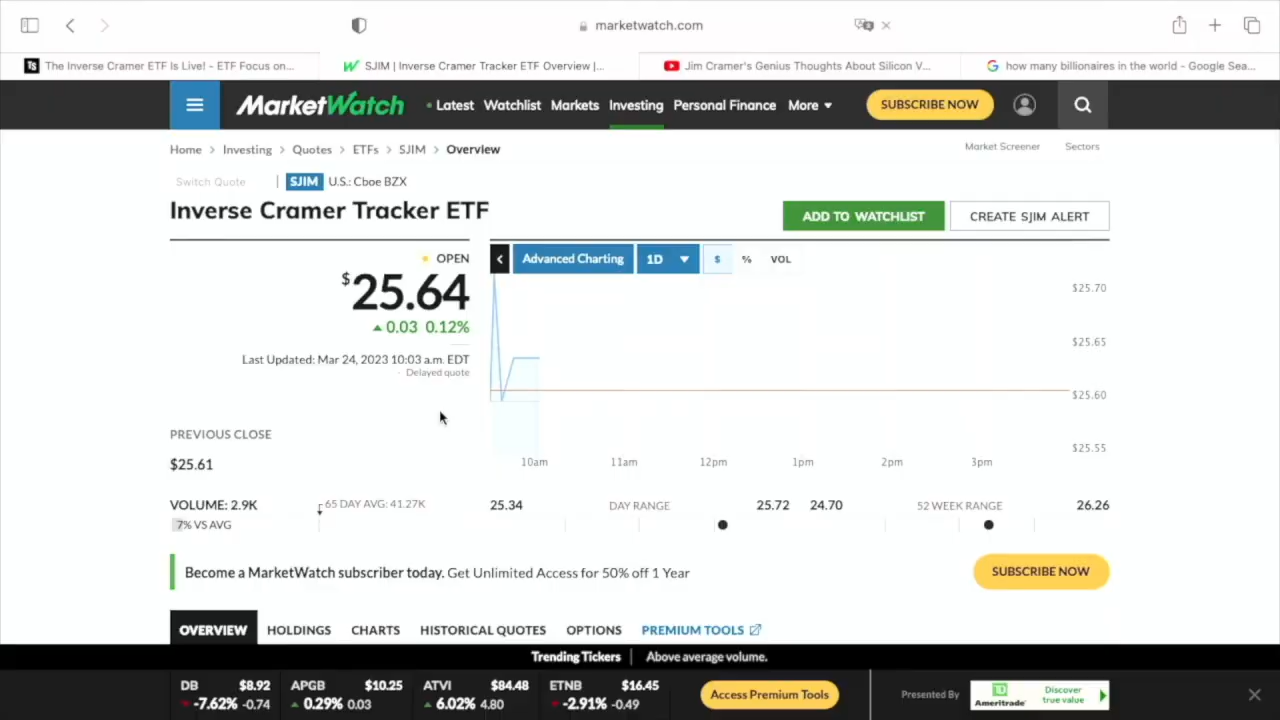 marketwatch.com
TS The Inverse Cramer ETF Is Live! - ETF Focus on...
SJIM | Inverse Cramer Tracker ETF Overview |...
Jim Cramer's Genius Thoughts About Silicon V...
how many billionaires in the world - Google Sea...
MarketWatch
Latest Watchlist Markets Investing Personal Finance More
SUBSCRIBE NOW
Home > Investing > Quotes > ETFs > SJIM > Overview
Market Screener Sectors
Switch Quote | SJIM U.S.: Cboe BZX
Inverse Cramer Tracker ETF
ADD TO WATCHLIST
CREATE SJIM ALERT
OPEN
$25.64
0.03 0.12%
Last Updated: Mar 24, 2023 10:03 a.m. EDT
Delayed quote
Advanced Charting 1D $ % VOL
$25.70
$25.65
$25.60
$25.55
10am 11am 12pm 1pm 2pm 3pm
PREVIOUS CLOSE
$25.61
VOLUME: 2.9K
65 DAY AVG: 41.27K
7% VS AVG
25.34 DAY RANGE 25.72
24.70 52 WEEK RANGE 26.26
Become a MarketWatch subscriber today. Get Unlimited Access for 50% off 1 Year
SUBSCRIBE NOW
OVERVIEW HOLDINGS CHARTS HISTORICAL QUOTES OPTIONS PREMIUM TOOLS
Trending Tickers | Above average volume.
DB $8.92
-7.62% -0.74
APGB $10.25
0.29% 0.03
ATVI $84.48
6.02% 4.80
ETNB $16.45
-2.91% -0.49
Access Premium Tools
Presented By
TD Ameritrade
Discover true value